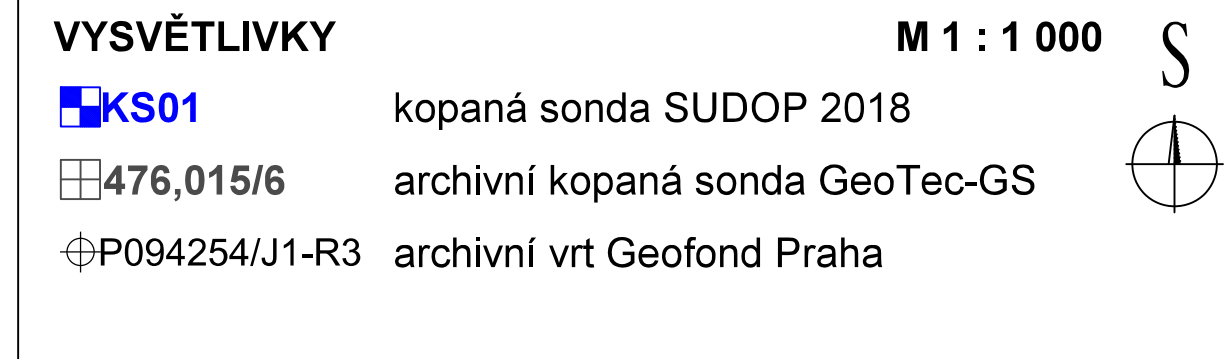 VYSVĚTLIVKY M 1 : 1 000 S
KS01 kopaná sonda SUDOP 2018
476,015/6 archivní kopaná sonda GeoTec-GS
P094254/J1-R3 archivní vrt Geofond Praha